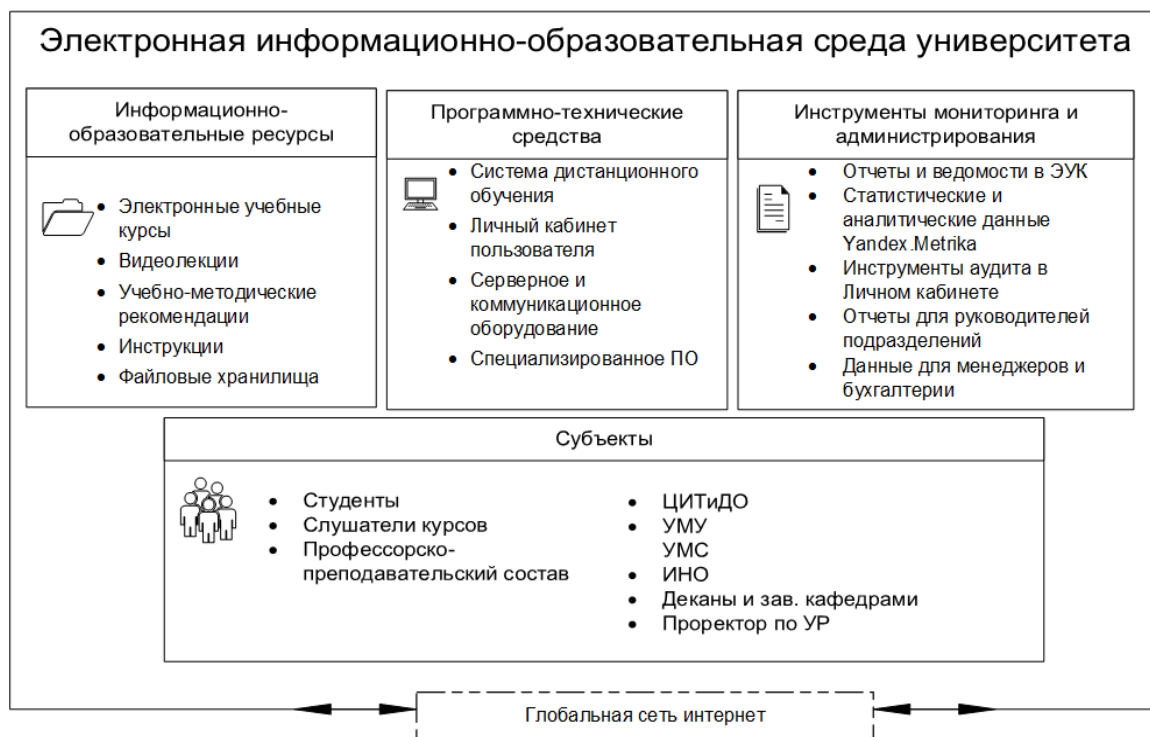 Электронная информационно-образовательная среда университета
Информационно-
образовательные ресурсы
• Электронные учебные
курсы
• Видеолекции
• Учебно-методические
рекомендации
• Инструкции
• Файловые хранилища
Программно-технические
средства
• Система дистанционного
обучения
• Личный кабинет
пользователя
• Серверное и
коммуникационное
оборудование
• Специализированное ПО
Инструменты мониторинга и
администрирования
• Отчеты и ведомости в ЭУК
• Статистические и
аналитические данные
Yandex.Metrika
• Инструменты аудита в
Личном кабинете
• Отчеты для руководителей
подразделений
• Данные для менеджеров и
бухгалтерии
Субъекты
• Студенты
• Слушатели курсов
• Профессорско-
преподавательский состав
• ЦИТиДО
• УМУ
УМС
• ИНО
• Деканы и зав. кафедрами
• Проректор по УР
Глобальная сеть интернет